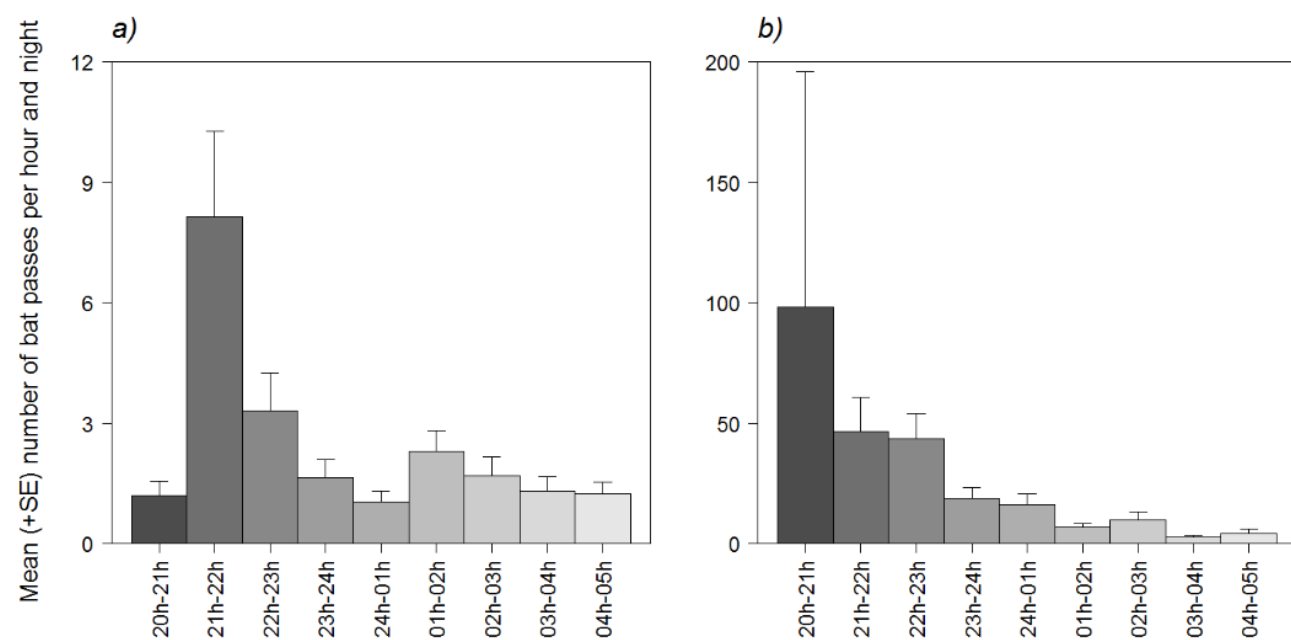 Mean (+SE) number of bat passes per hour and night
a)
12
9
6
3
0
20h-21h
21h-22h
22h-23h
23h-24h
24h-01h
01h-02h
02h-03h
03h-04h
04h-05h
b)
200
150
100
50
0
20h-21h
21h-22h
22h-23h
23h-24h
24h-01h
01h-02h
02h-03h
03h-04h
04h-05h